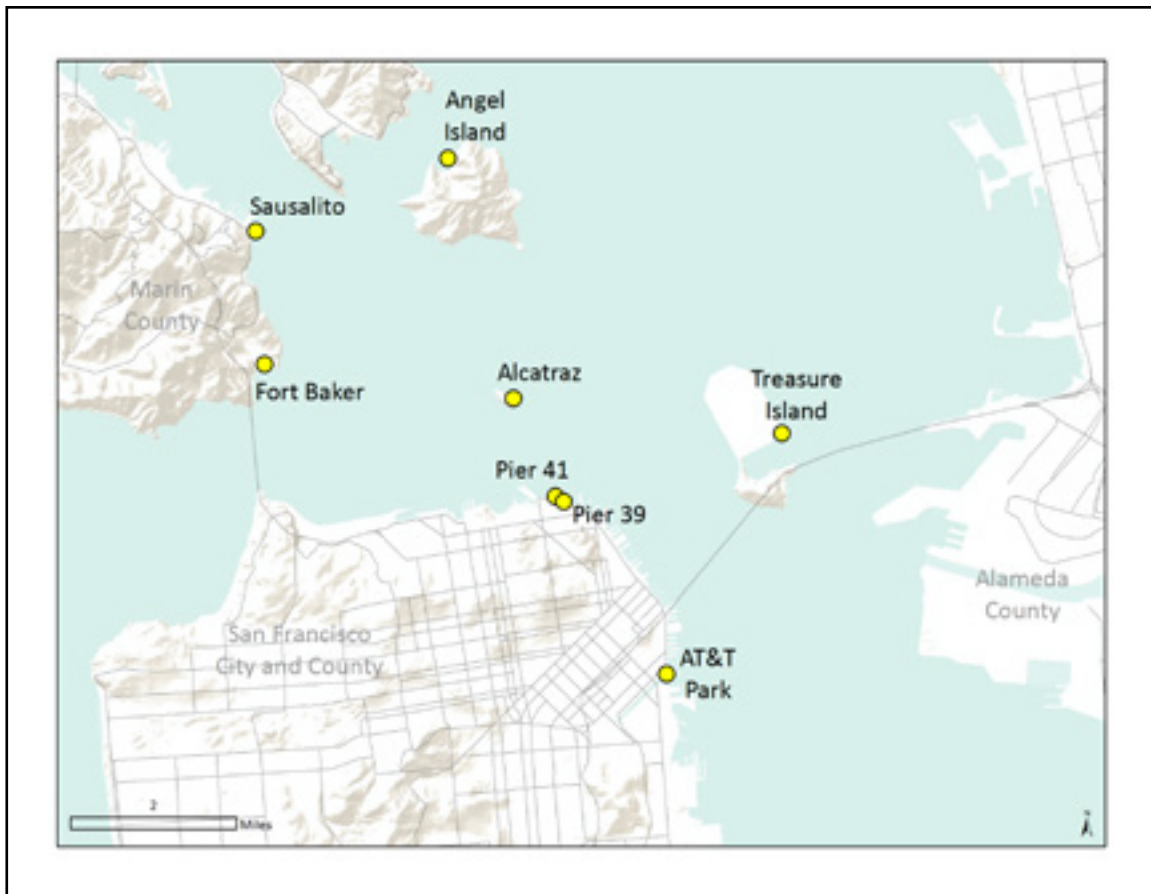 Angel
Island
Sausalito
Marin
County
Fort Baker
Alcatraz
Treasure
Island
Pier 41
Pier 39
Alameda
County
San Francisco
City and County
AT&T
Park
2
Miles
N